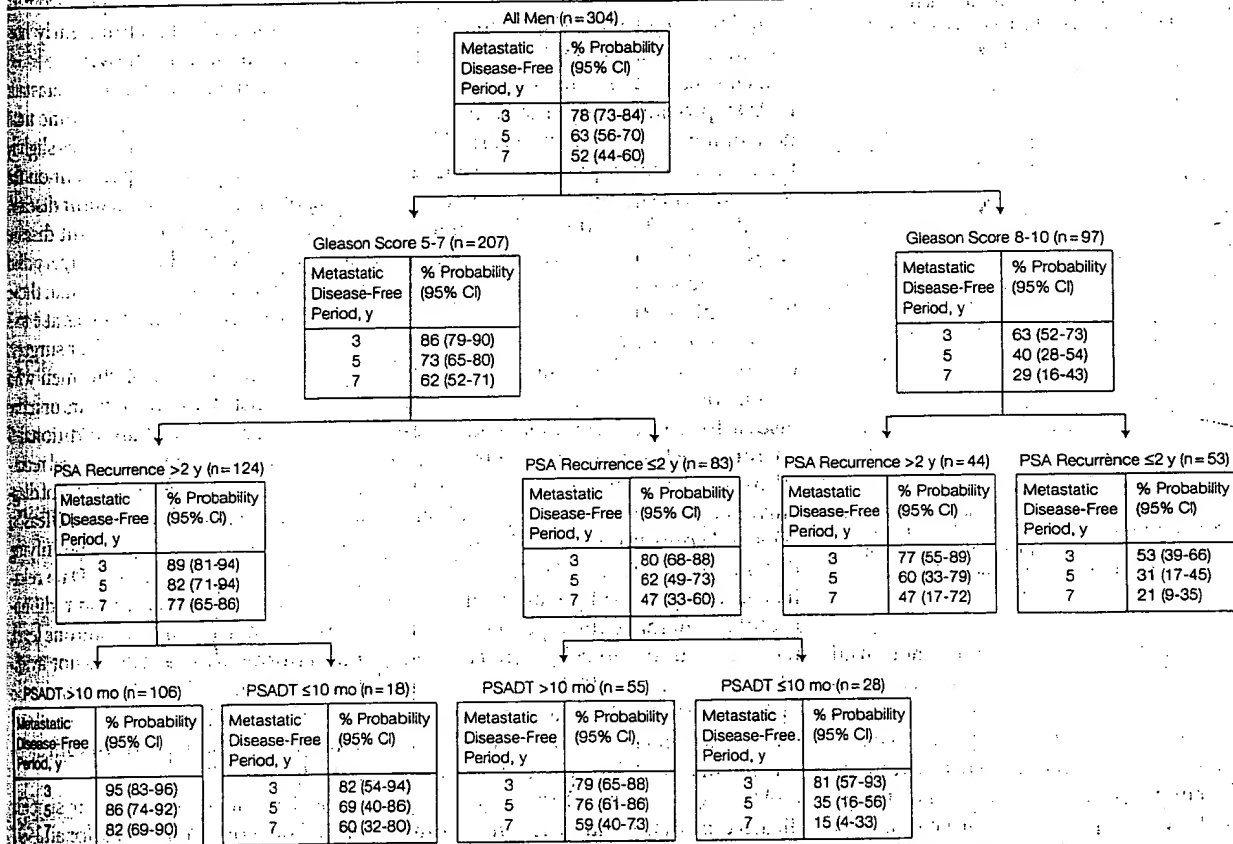 All Men (n=304)
Metastatic Disease-Free Period, y % Probability (95% CI)
3 78 (73-84)
5 63 (56-70)
7 52 (44-60)
Gleason Score 5-7 (n=207)
Metastatic Disease-Free Period, y % Probability (95% CI)
3 86 (79-90)
5 73 (65-80)
7 62 (52-71)
Gleason Score 8-10 (n=97)
Metastatic Disease-Free Period, y % Probability (95% CI)
3 63 (52-73)
5 40 (28-54)
7 29 (16-43)
PSA Recurrence >2 y (n=124)
Metastatic Disease-Free Period, y % Probability (95% CI)
3 89 (81-94)
5 82 (71-94)
7 77 (65-86)
PSA Recurrence ≤2 y (n=83)
Metastatic Disease-Free Period, y % Probability (95% CI)
3 80 (68-88)
5 62 (49-73)
7 47 (33-60)
PSA Recurrence >2 y (n=44)
Metastatic Disease-Free Period, y % Probability (95% CI)
3 77 (55-89)
5 60 (33-79)
7 47 (17-72)
PSA Recurrence ≤2 y (n=53)
Metastatic Disease-Free Period, y % Probability (95% CI)
3 53 (39-66)
5 31 (17-45)
7 21 (9-35)
PSADT >10 mo (n=106)
Metastatic Disease-Free Period, y % Probability (95% CI)
3 95 (83-96)
5 86 (74-92)
7 82 (69-90)
PSADT ≤10 mo (n=18)
Metastatic Disease-Free Period, y % Probability (95% CI)
3 82 (54-94)
5 69 (40-86)
7 60 (32-80)
PSADT >10 mo (n=55)
Metastatic Disease-Free Period, y % Probability (95% CI)
3 79 (65-88)
5 76 (61-86)
7 59 (40-73)
PSADT ≤10 mo (n=28)
Metastatic Disease-Free Period, y % Probability (95% CI)
3 81 (57-93)
5 35 (16-56)
7 15 (4-33)